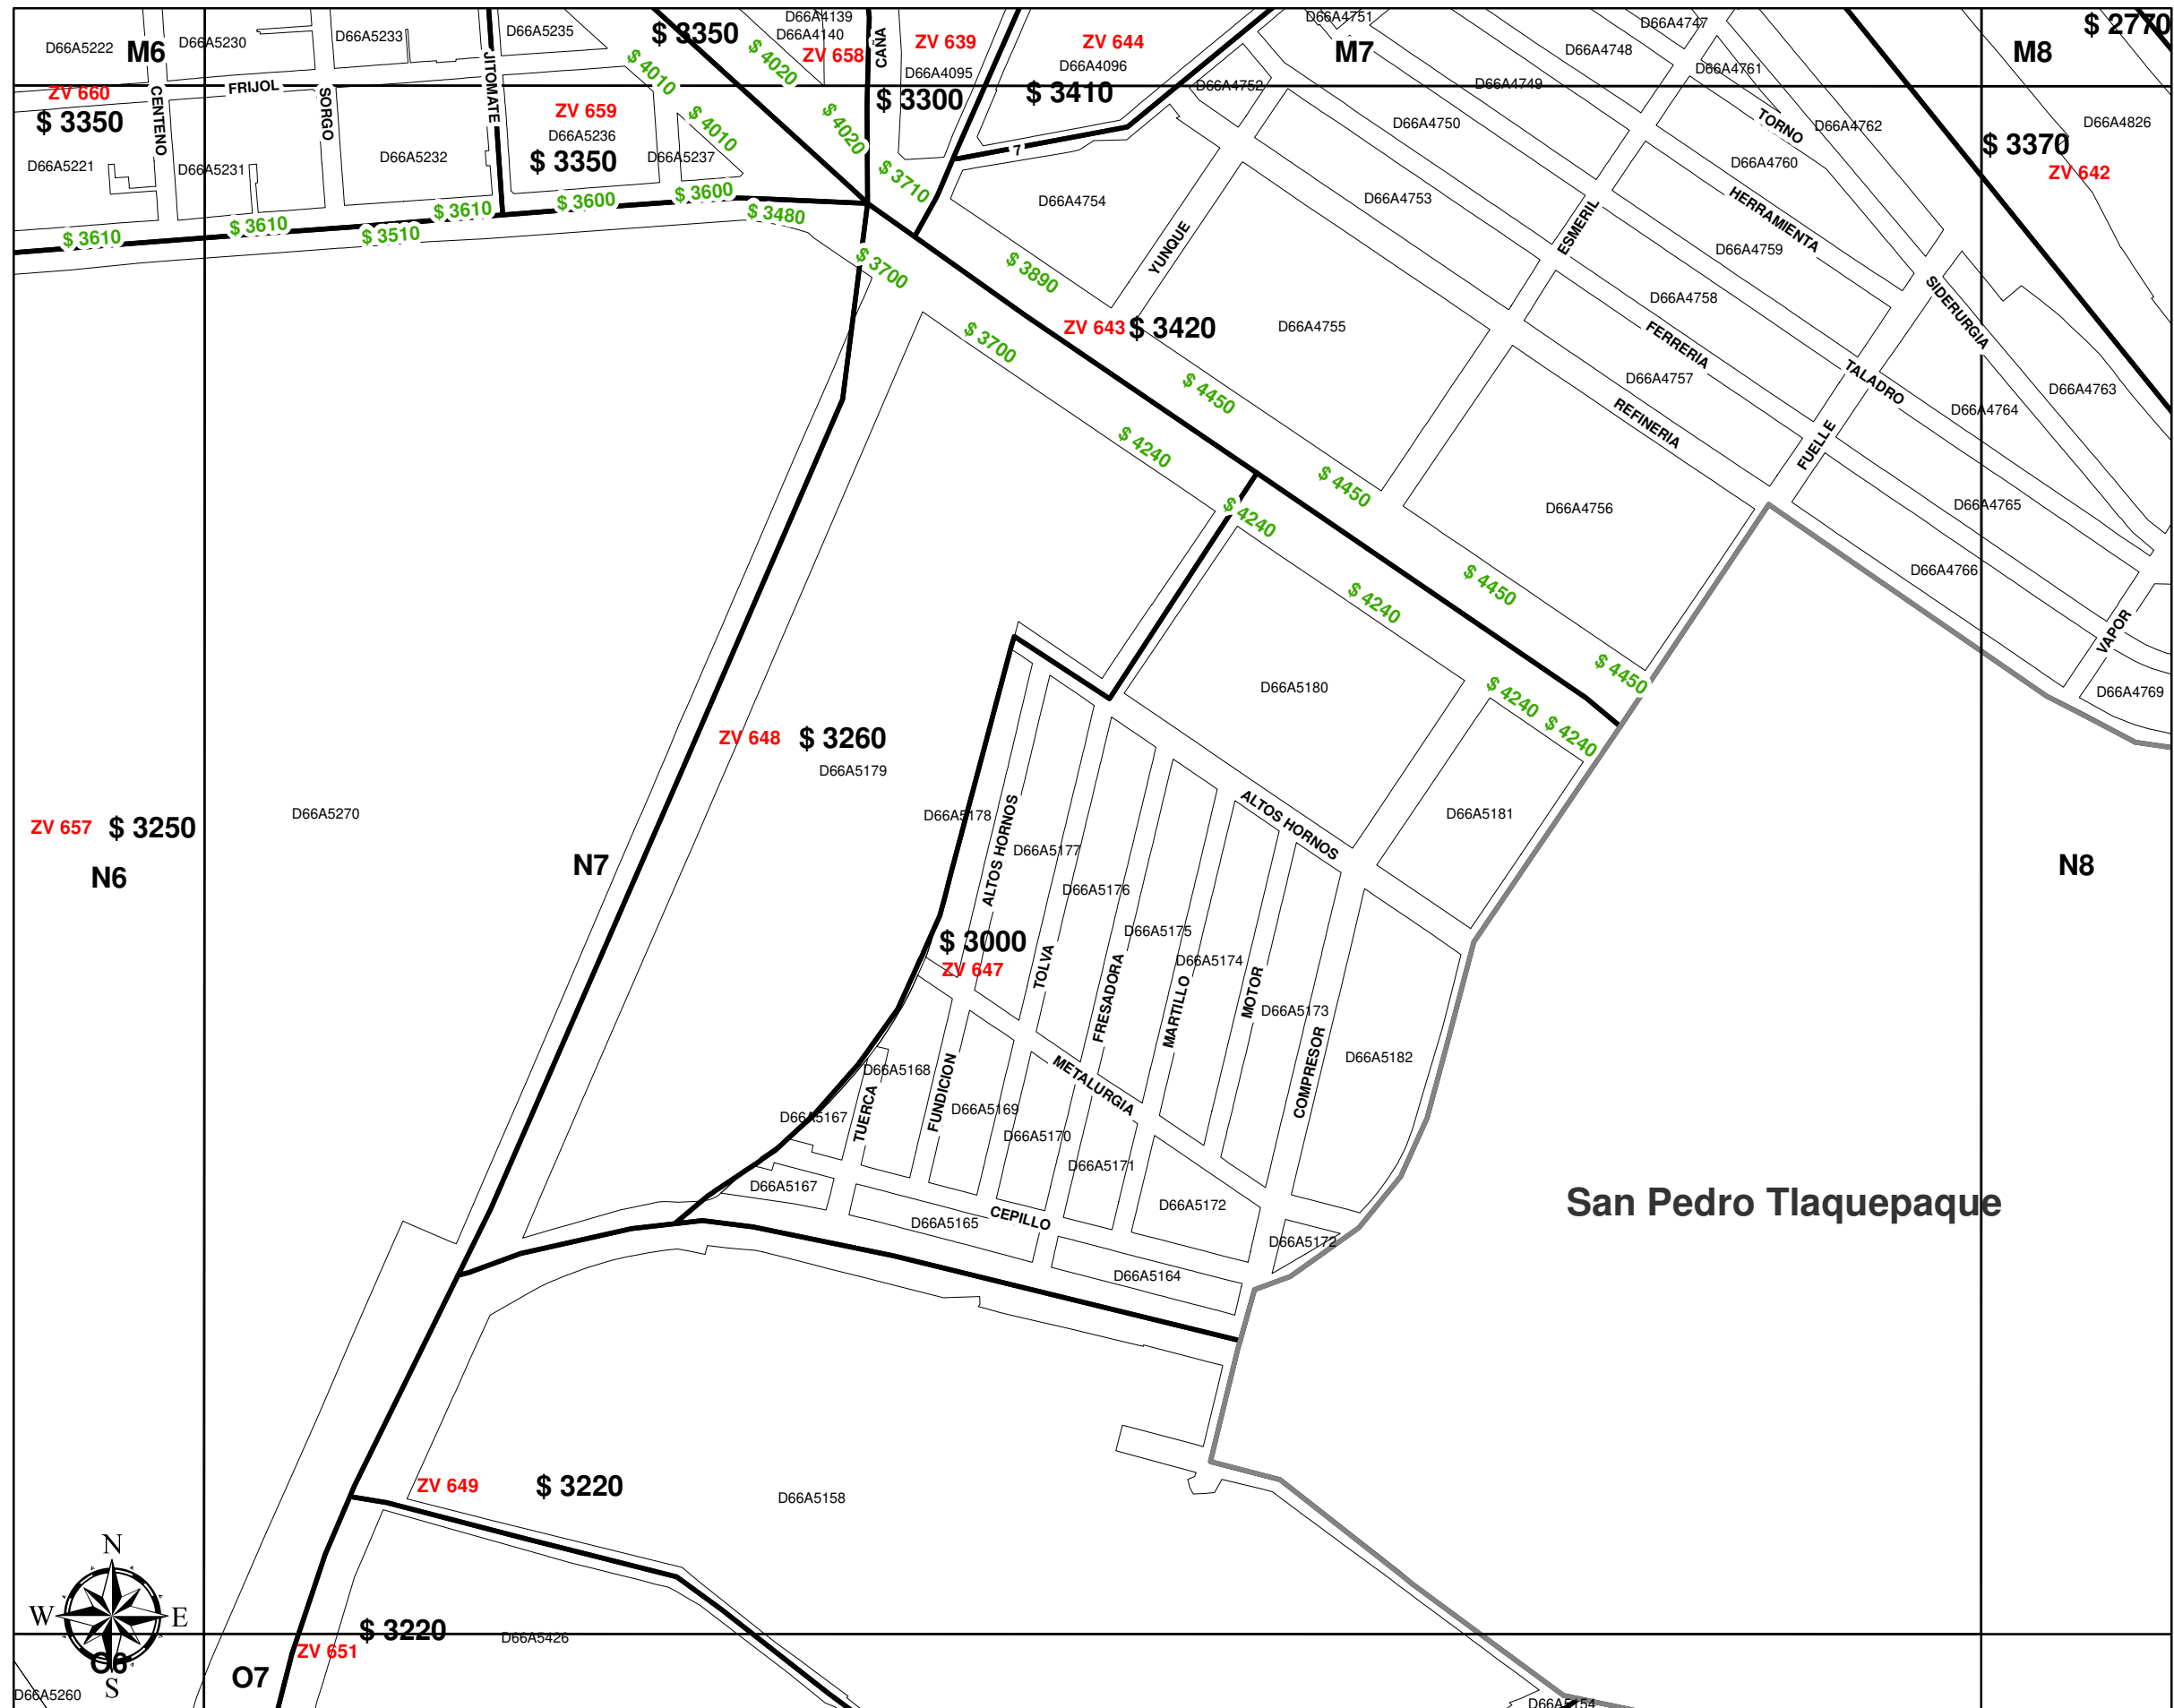 D66A4139
D66A4751
D66A4747
$ 2770
D66A5222
M6
D66A5230
D66A5233
D66A5235
$ 3350
D66A4140
ZV 658
CAÑA
ZV 639
ZV 644
M7
D66A4748
M8
JITOMATE
$ 4010
$ 4020
D66A4095
D66A4096
D66A4752
D66A4749
D66A4761
ZV 660
FRIJOL
$ 3300
$ 3410
$ 3350
CENTENO
SORGO
ZV 659
D66A5236
$ 4010
$ 4020
D66A4750
TORNO
D66A4762
D66A4826
D66A5221
D66A5231
D66A5232
$ 3350
D66A5237
7
D66A4760
$ 3370
ZV 642
$ 3710
D66A4754
D66A4753
HERRAMIENTA
$ 3610
$ 3610
$ 3510
$ 3610
$ 3600
$ 3600
$ 3480
YUNQUE
ESMERIL
D66A4759
$ 3700
$ 3890
D66A4758
SIDERURGIA
ZV 643
$ 3420
D66A4755
$ 3700
FERRERIA
D66A4757
TALADRO
D66A4763
$ 4450
REFINERIA
D66A4764
$ 4240
FUELLE
$ 4450
$ 4240
D66A4756
D66A4765
$ 4240
$ 4450
D66A4766
VAPOR
D66A5180
$ 4450
$ 4240
$ 4240
D66A4769
ZV 648
$ 3260
D66A5179
ZV 657
$ 3250
D66A5270
D66A5178
ALTOS HORNOS
ALTOS HORNOS
D66A5181
N6
N7
D66A5177
N8
D66A5176
$ 3000
ZV 647
TOLVA
D66A5175
D66A5174
FRESADORA
MARTILLO
MOTOR
D66A5173
D66A5168
FUNDICION
METALURGIA
COMPRESOR
D66A5182
D66A5167
TUERCA
D66A5169
D66A5170
D66A5171
D66A5167
D66A5165
CEPILLO
D66A5172
San Pedro Tlaquepaque
D66A5172
D66A5164
ZV 649
$ 3220
D66A5158
N
W
E
S
$ 3220
ZV 651
D66A5426
O6
O7
D66A5260
D66A5154